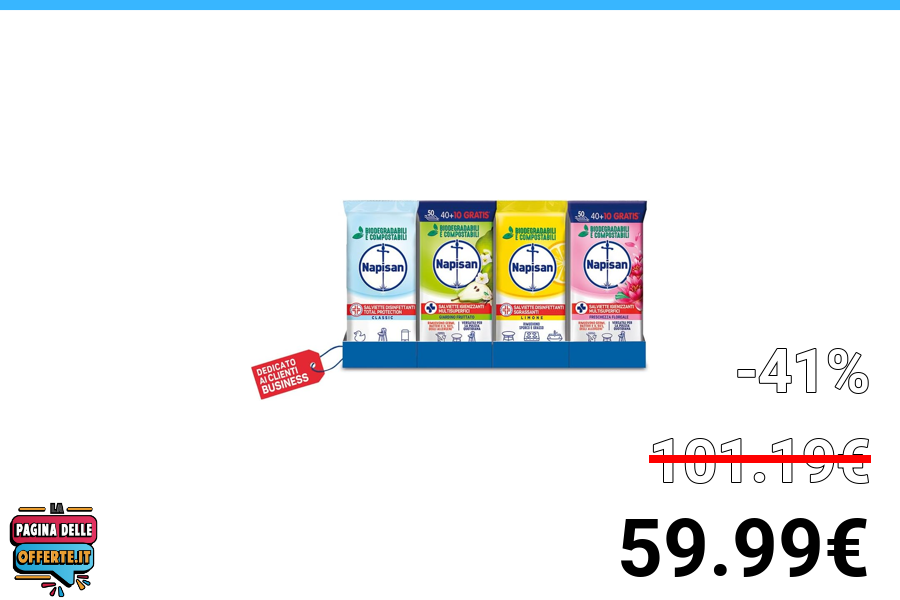 50
40+10 GRATIS
50
40+10 GRATIS
BIODEGRADABILI
E COMPOSTABILI
BIODEGRADABILI
E COMPOSTABILI
BIODEGRADABILI
E COMPOSTABILI
BIODEGRADABILI
E COMPOSTABILI
Napisan
Napisan
Napisan
Napisan
SALVIETTE DISINFETTANTI
TOTAL PROTECTION
CLASSIC
SALVIETTE IGIENIZZANTI
MULTISUPERFICI
GIARDINO FRUTTATO
SALVIETTE DISINFETTANTI
SGRASSANTI
LIMONE
SALVIETTE IGIENIZZANTI
MULTISUPERFICI
FRESCHEZZA FLOREALE
DEDICATO
AI CLIENTI
BUSINESS
-41%
101.19€
59.99€
LA
PAGINA DELLE
OFFERTE.IT